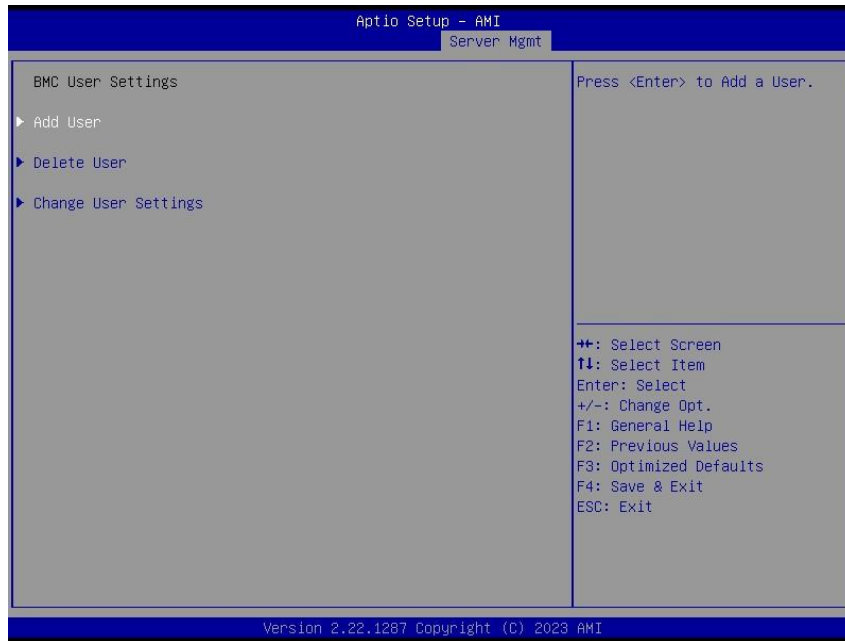 Aptio Setup – AMI
Server Mgmt
BMC User Settings
Press <Enter> to Add a User.
▶ Add User
▶ Delete User
▶ Change User Settings
→←: Select Screen
↑↓: Select Item
Enter: Select
+/-: Change Opt.
F1: General Help
F2: Previous Values
F3: Optimized Defaults
F4: Save & Exit
ESC: Exit
Version 2.22.1287 Copyright (C) 2023 AMI